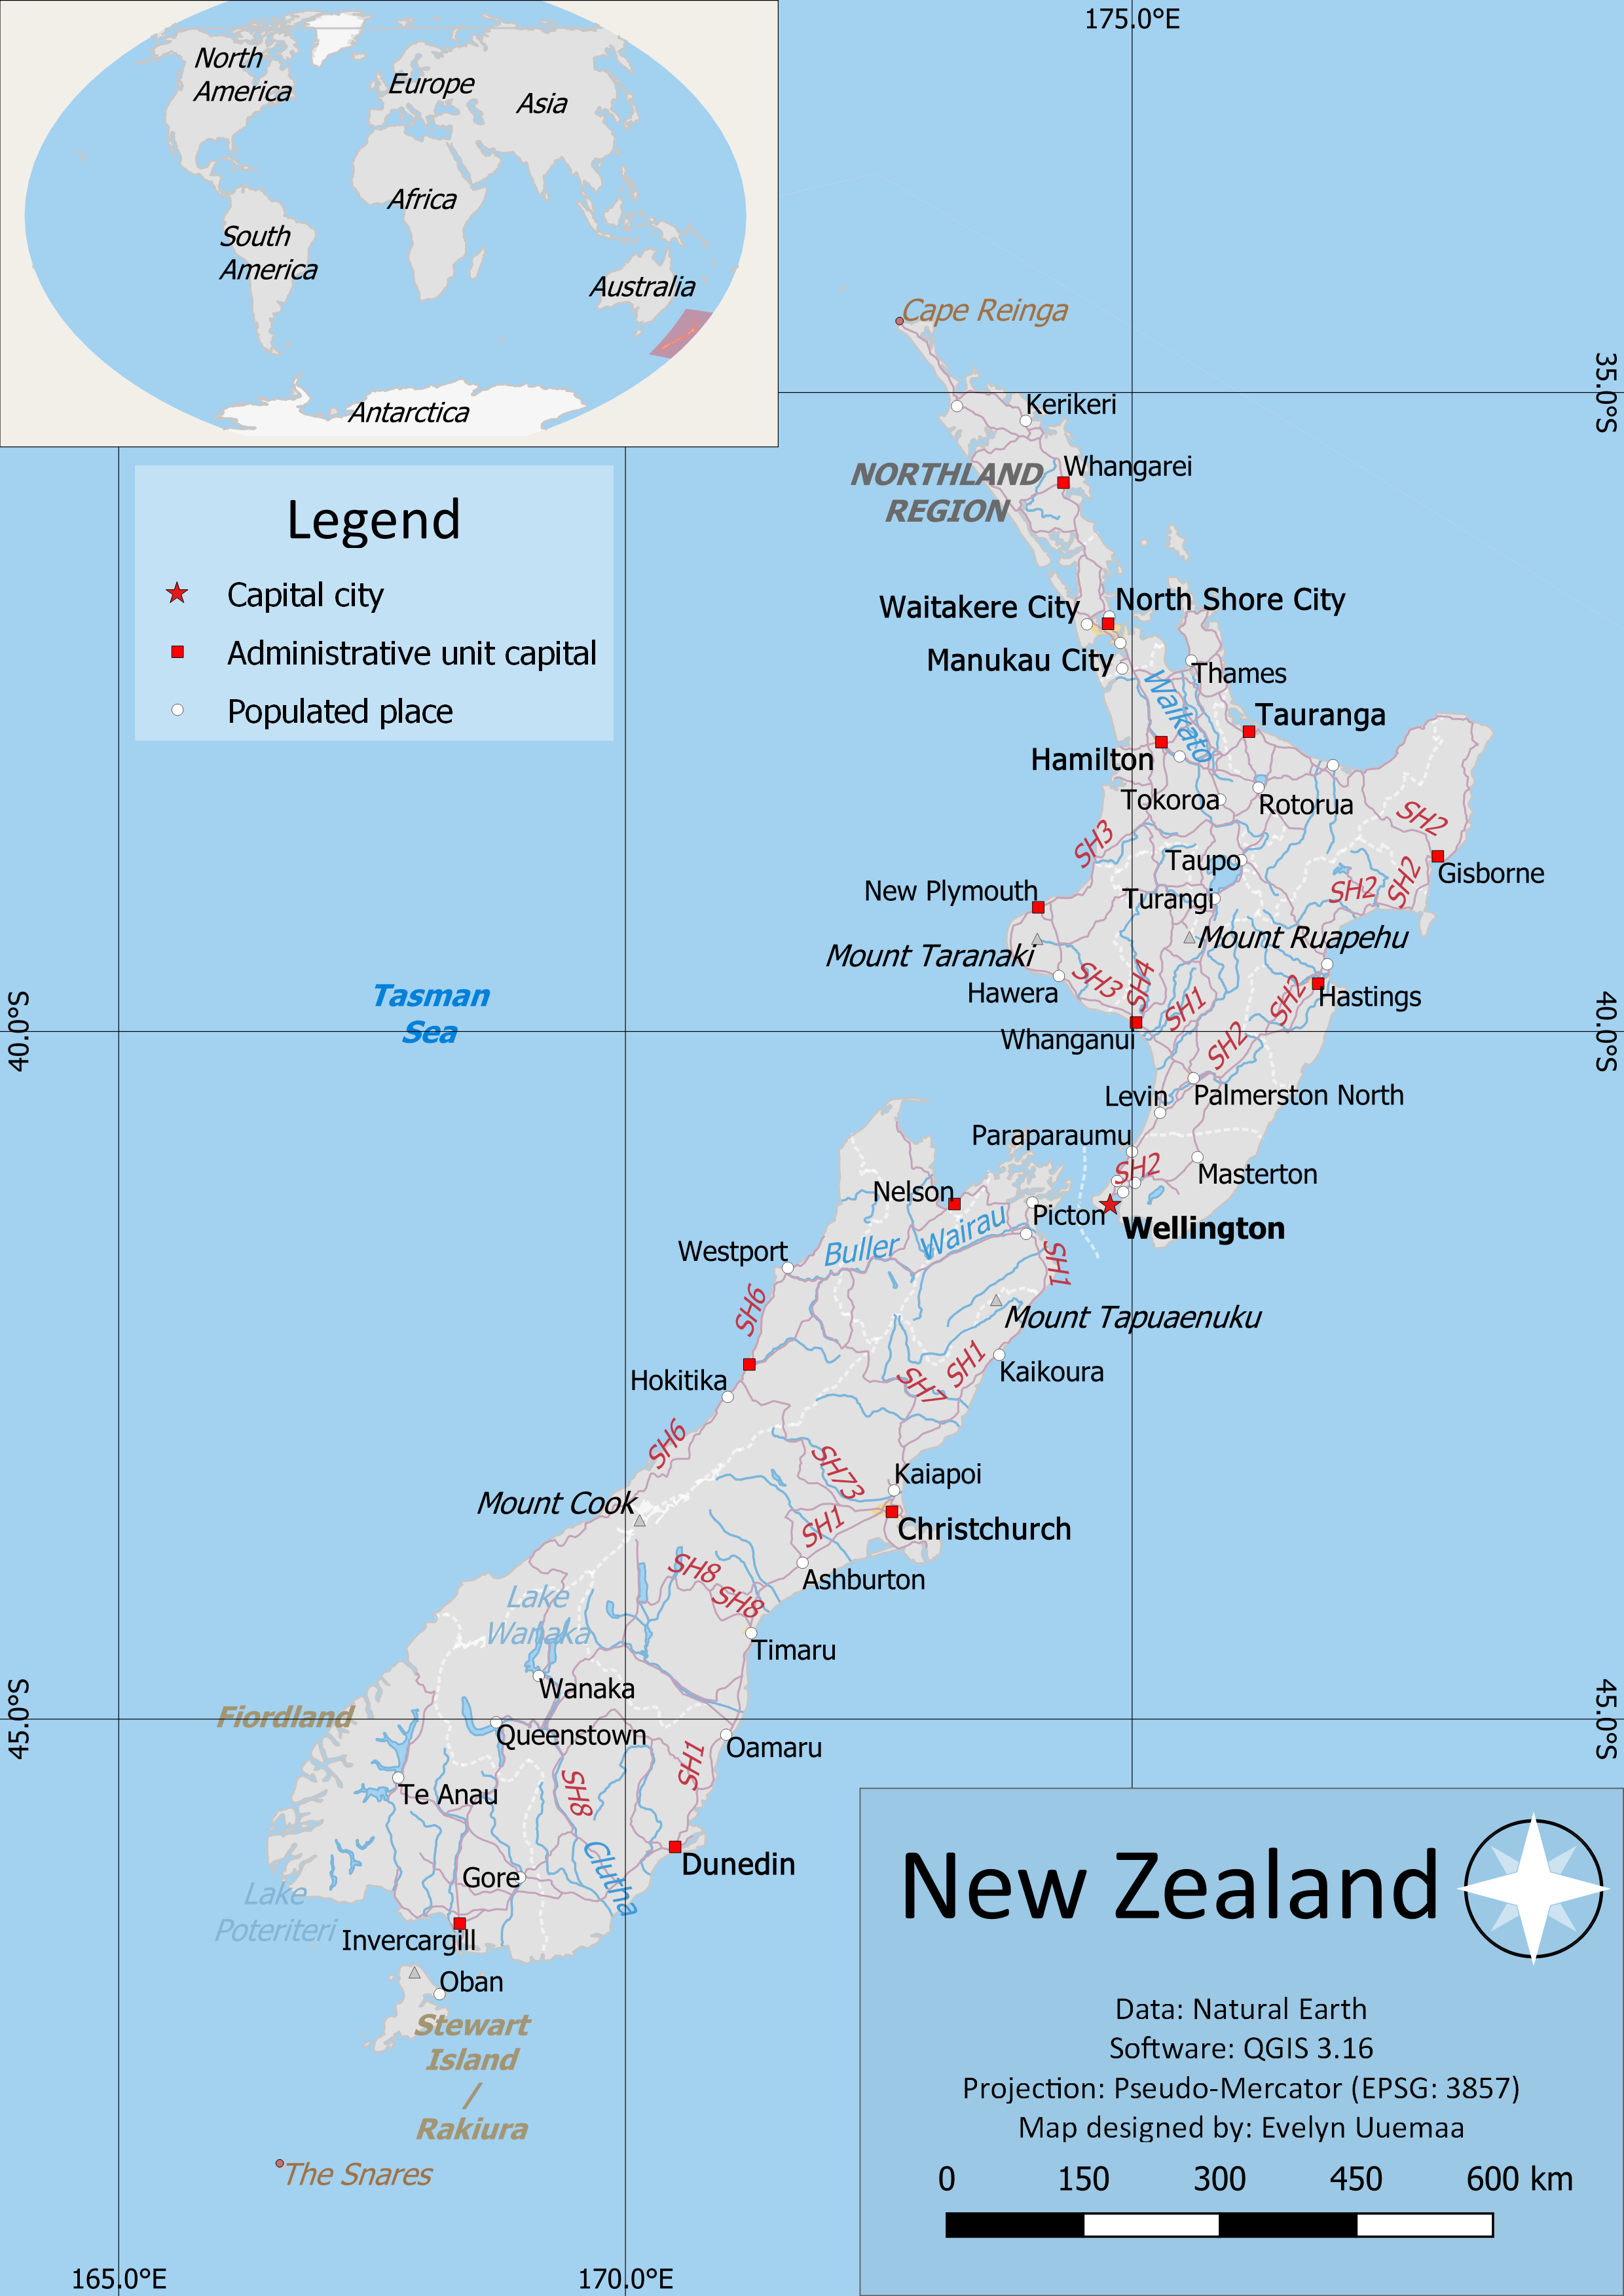 175.0°E
North
America
Europe
Asia
Africa
South
America
Australia
Antarctica
Cape Reinga
35.0°S
Kerikeri
Whangarei
NORTHLAND
REGION
Legend
Capital city
Administrative unit capital
Populated place
Waitakere City
North Shore City
Manukau City
Thames
Waikato
Tauranga
Hamilton
Tokoroa
Rotorua
SH2
SH3
Taupo
Gisborne
SH2
SH2
New Plymouth
Turangi
Mount Ruapehu
Mount Taranaki
Hawera
SH3
SH4
SH1
SH2
Hastings
Tasman
Sea
40.0°S
40.0°S
Whanganui
SH2
Levin
Palmerston North
Paraparaumu
SH2
Masterton
Nelson
Picton
Wellington
Buller
Wairau
Westport
SH1
SH6
Mount Tapuaenuku
SH1
Kaikoura
Hokitika
SH7
SH6
SH73
Kaiapoi
Mount Cook
SH1
Christchurch
SH8
Ashburton
SH8
Lake
Wanaka
Timaru
Wanaka
45.0°S
Fiordland
45.0°S
Queenstown
Oamaru
SH1
Te Anau
SH8
Dunedin
Gore
Clutha
Lake
Poteriteri
Invercargill
Oban
Stewart
Island
/
Rakiura
The Snares
New Zealand
Data: Natural Earth
Software: QGIS 3.16
Projection: Pseudo-Mercator (EPSG: 3857)
Map designed by: Evelyn Uuemaa
0 150 300 450 600 km
165.0°E
170.0°E